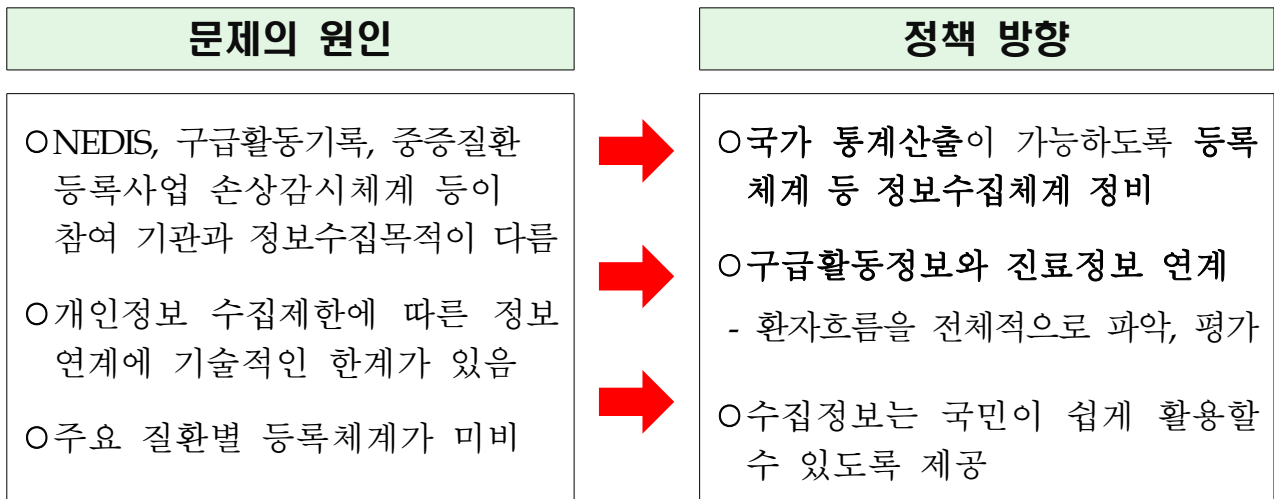 문제의 원인
○NEDIS, 구급활동기록, 중증질환
등록사업 손상감시체계 등이
참여 기관과 정보수집목적이 다름
○개인정보 수집제한에 따른 정보
연계에 기술적인 한계가 있음
○주요 질환별 등록체계가 미비
정책 방향
○국가 통계산출이 가능하도록 등록
체계 등 정보수집체계 정비
○구급활동정보와 진료정보 연계
- 환자흐름을 전체적으로 파악, 평가
○수집정보는 국민이 쉽게 활용할
수 있도록 제공